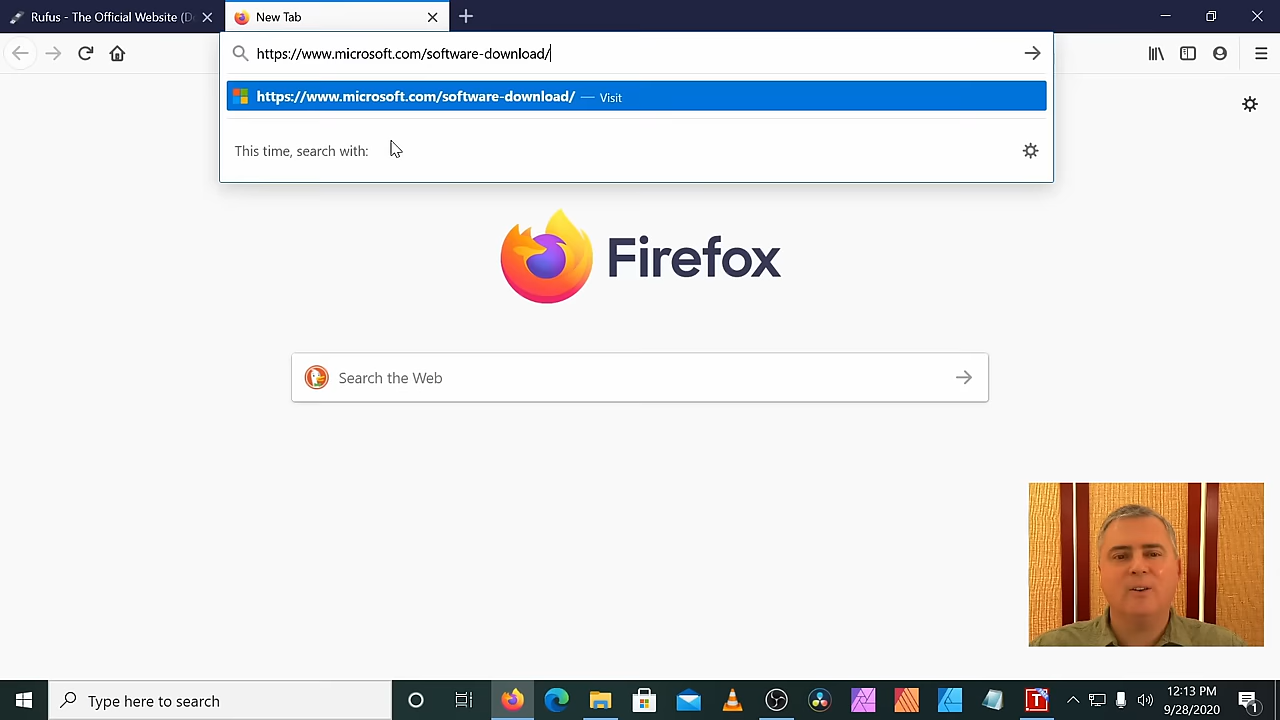 Rufus - The Official Website (D
New Tab
https://www.microsoft.com/software-download/
https://www.microsoft.com/software-download/ — Visit
This time, search with:
Firefox
Search the Web
Type here to search
12:13 PM
9/28/2020
1